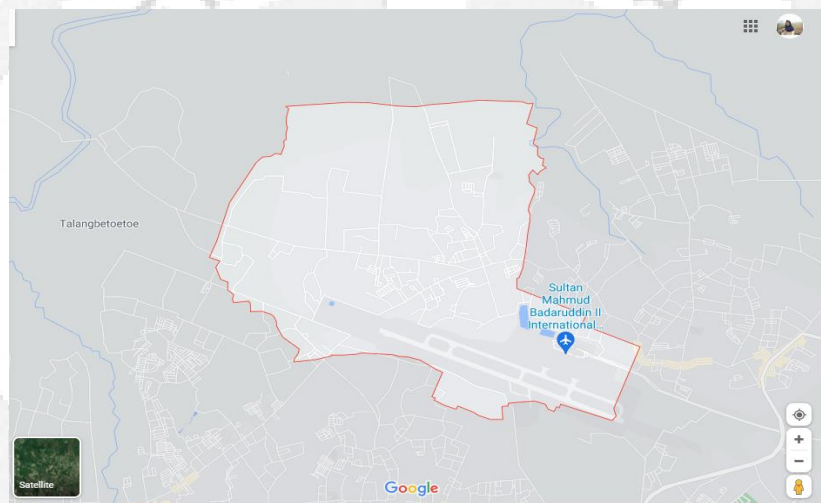 Talangbetoetoe
Sultan
Mahmud
Badaruddin II
International...
Satellite
Google